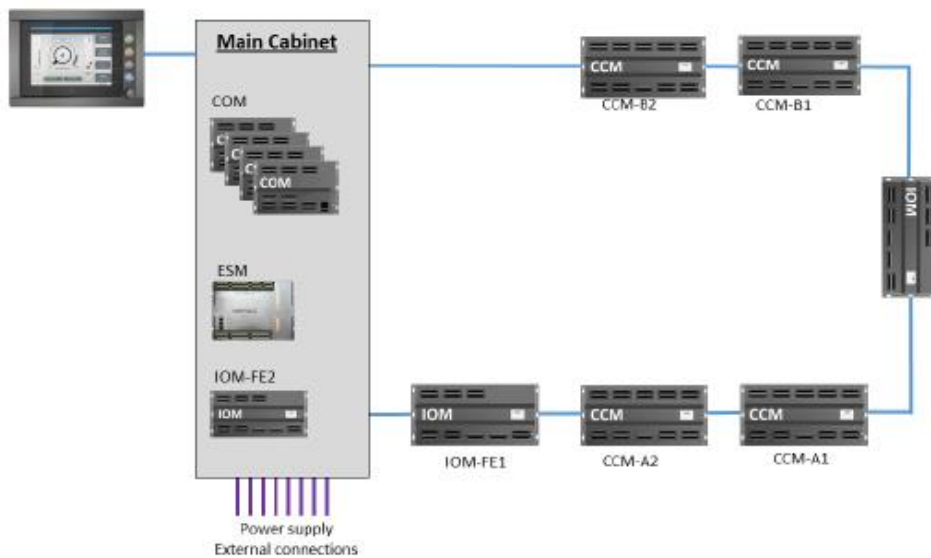 Main Cabinet
COM
C
C
C
COM
ESM
IOM-FE2
IOM
Power supply
External connections
CCM
CCM-B2
CCM
CCM-B1
IOM
IOM
IOM-FE1
CCM
CCM-A2
CCM
CCM-A1